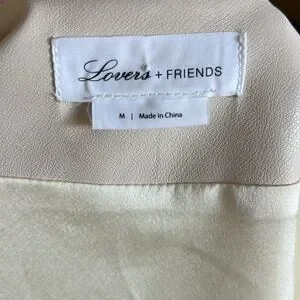 Lovers + FRIENDS
M | Made in China